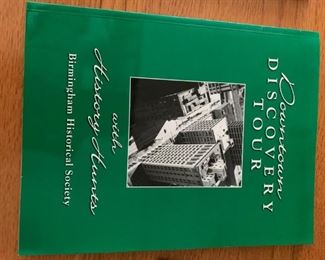 Downtown
DISCOVERY
TOUR
with
History Hunts
Birmingham Historical Society